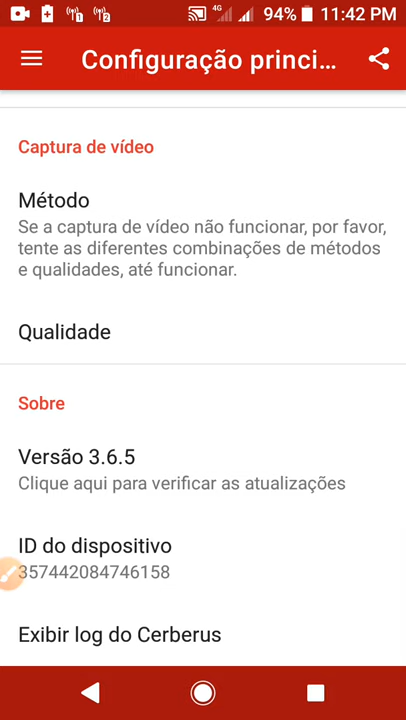 4G 94% 11:42 PM
Configuração princi...
Captura de vídeo
Método
Se a captura de vídeo não funcionar, por favor,
tente as diferentes combinações de métodos
e qualidades, até funcionar.
Qualidade
Sobre
Versão 3.6.5
Clique aqui para verificar as atualizações
ID do dispositivo
357442084746158
Exibir log do Cerberus